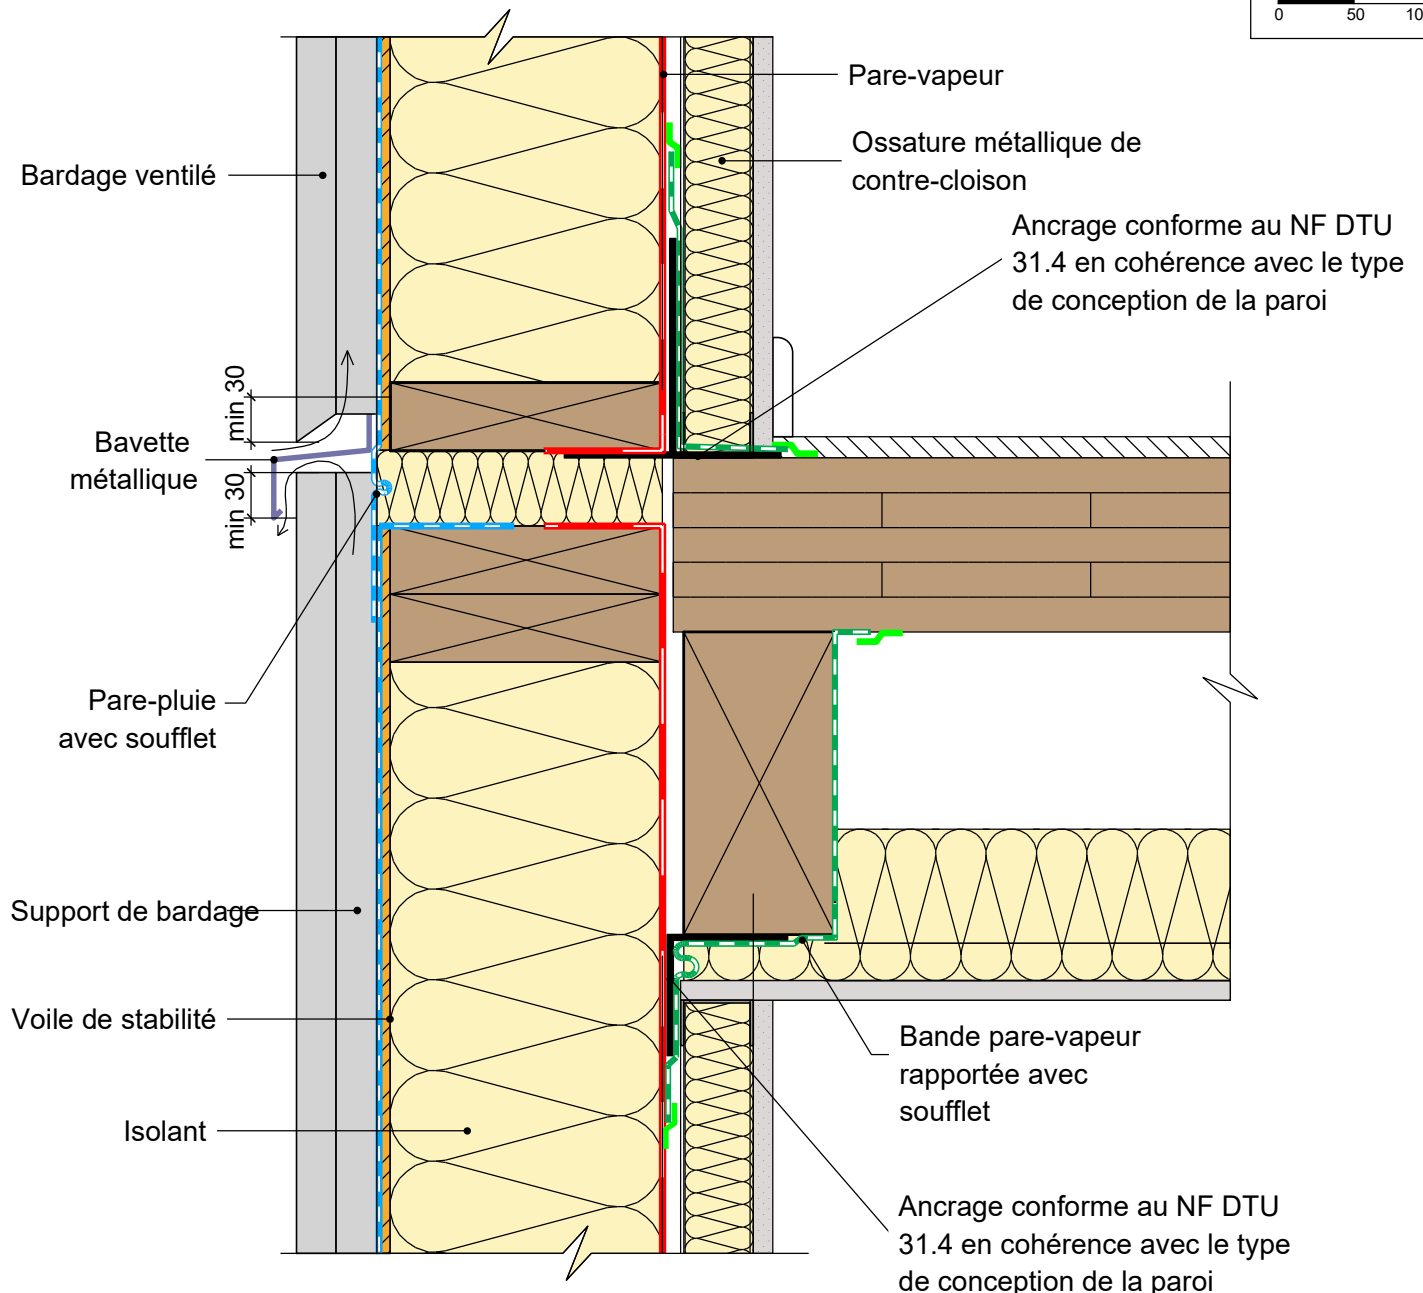 0 50 10
Pare-vapeur
Ossature métallique de
contre-cloison
Bardage ventilé
Ancrage conforme au NF DTU
31.4 en cohérence avec le type
de conception de la paroi
min 30
Bavette
métallique
min 30
Pare-pluie
avec soufflet
Support de bardage
Voile de stabilité
Bande pare-vapeur
rapportée avec
soufflet
Isolant
Ancrage conforme au NF DTU
31.4 en cohérence avec le type
de conception de la paroi